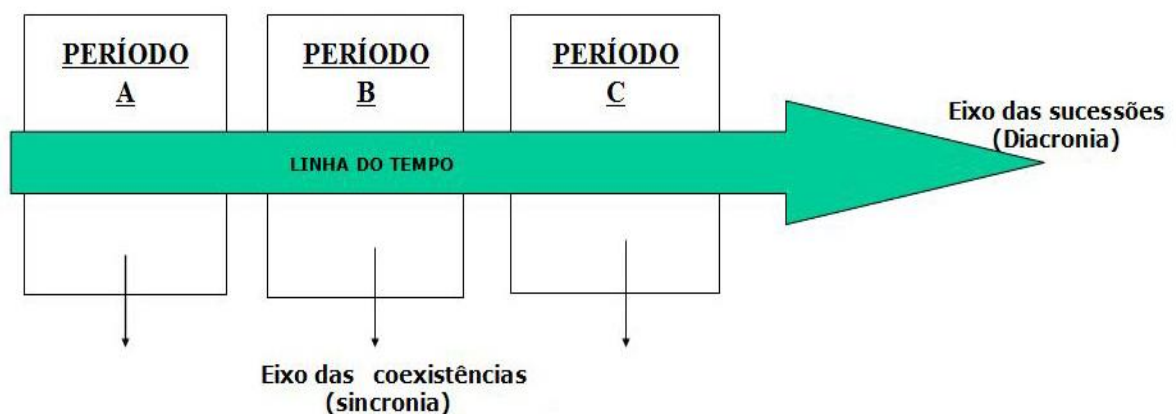 PERÍODO
A
PERÍODO
B
PERÍODO
C
Eixo das sucessões
(Diacronia)
LINHA DO TEMPO
Eixo das coexistências
(sincronia)